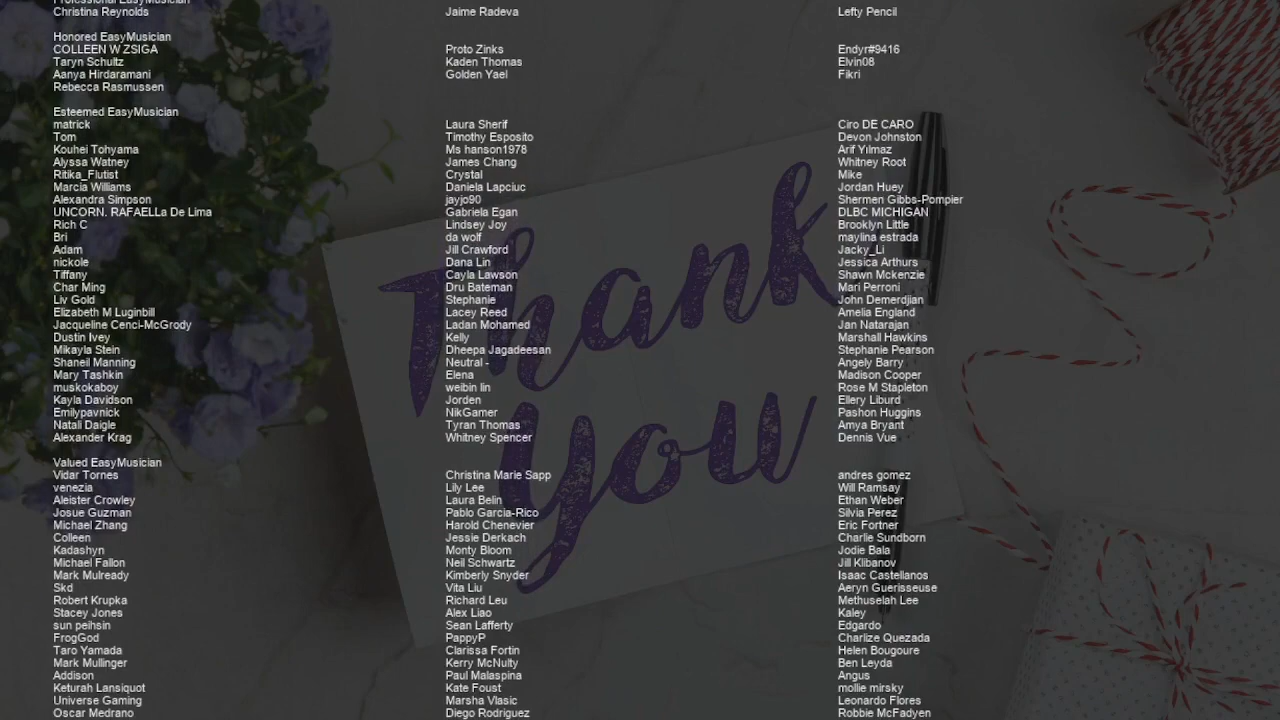 Professional EasyMusician
Christina Reynolds Jaime Radeva Lefty Pencil
Honored EasyMusician
COLLEEN W ZSIGA Proto Zinks Endyr#9416
Taryn Schultz Kaden Thomas Elvin08
Aanya Hirdaramani Golden Yael Fikri
Rebecca Rasmussen
Esteemed EasyMusician
matrick Laura Sherif Ciro DE CARO
Tom Timothy Esposito Devon Johnston
Kouhei Tohyama Ms hanson1978 Arif Yılmaz
Alyssa Watney James Chang Whitney Root
Ritika_Flutist Crystal Mike
Marcia Williams Daniela Lapciuc Jordan Huey
Alexandra Simpson jayjo90 Shermen Gibbs-Pompier
UNCORN. RAFAELLa De Lima Gabriela Egan DLBC MICHIGAN
Rich C Lindsey Joy Brooklyn Little
Bri da wolf maylina estrada
Adam Jill Crawford Jacky_Li
nickole Dana Lin Jessica Arthurs
Tiffany Cayla Lawson Shawn Mckenzie
Char Ming Dru Bateman Mari Perroni
Liv Gold Stephanie John Demerdjian
Elizabeth M Luginbill Lacey Reed Amelia England
Jacqueline Cenci-McGrody Ladan Mohamed Jan Natarajan
Dustin Ivey Kelly Marshall Hawkins
Mikayla Stein Dheepa Jagadeesan Stephanie Pearson
Shaneil Manning Neutral - Angely Barry
Mary Tashkin Elena Madison Cooper
muskokaboy weibin lin Rose M Stapleton
Kayla Davidson Jorden Ellery Liburd
Emilypavnick NikGamer Pashon Huggins
Natali Daigle Tyran Thomas Amya Bryant
Alexander Krag Whitney Spencer Dennis Vue
Valued EasyMusician
Vidar Tornes Christina Marie Sapp andres gomez
venezia Lily Lee Will Ramsay
Aleister Crowley Laura Belin Ethan Weber
Josue Guzman Pablo Garcia-Rico Silvia Perez
Michael Zhang Harold Chenevier Eric Fortner
Colleen Jessie Derkach Charlie Sundborn
Kadashyn Monty Bloom Jodie Bala
Michael Fallon Neil Schwartz Jill Klibanov
Mark Mulready Kimberly Snyder Isaac Castellanos
Skd Vita Liu Aeryn Guerisseuse
Robert Krupka Richard Leu Methuselah Lee
Stacey Jones Alex Liao Kaley
sun peihsin Sean Lafferty Edgardo
FrogGod PappyP Charlize Quezada
Taro Yamada Clarissa Fortin Helen Bougoure
Mark Mullinger Kerry McNulty Ben Leyda
Addison Paul Malaspina Angus
Keturah Lansiquot Kate Foust mollie mirsky
Universe Gaming Marsha Vlasic Leonardo Flores
Oscar Medrano Diego Rodriguez Robbie McFadyen
Thank
you